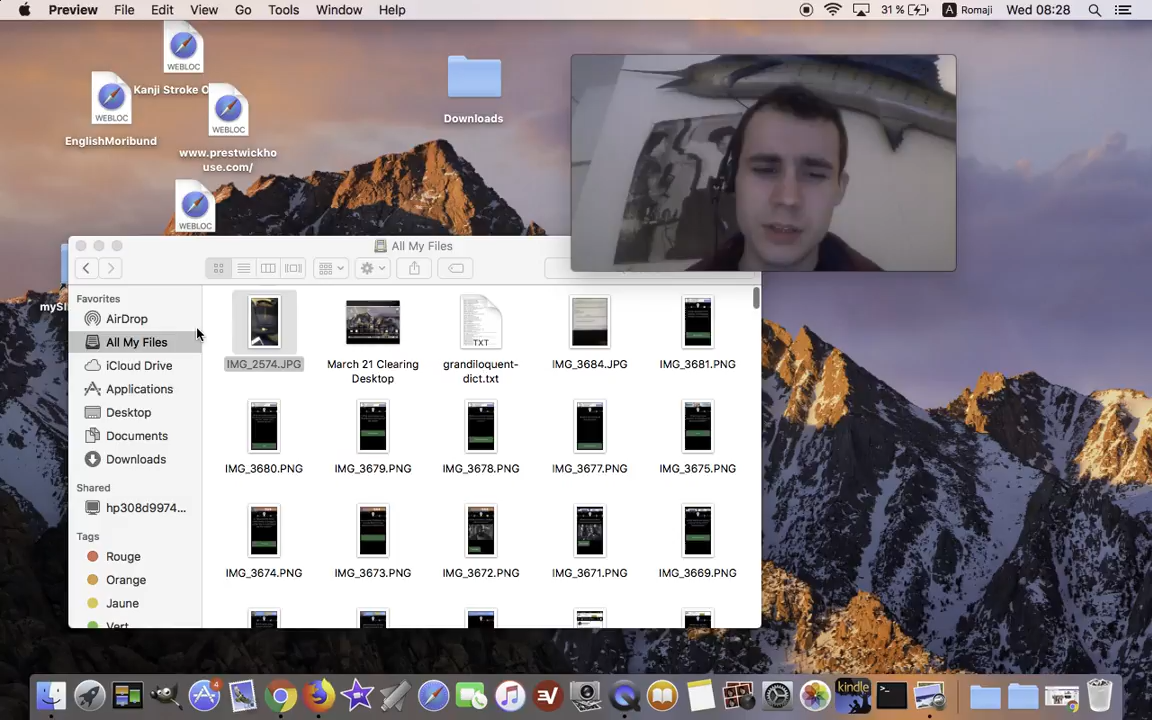 Preview File Edit View Go Tools Window Help 31 % A Romaji Wed 08:28
WEBLOC
Kanji Stroke O
WEBLOC
EnglishMoribund
WEBLOC
www.prestwickho
use.com/
WEBLOC
Downloads
All My Files
Favorites
AirDrop
All My Files
iCloud Drive
Applications
Desktop
Documents
Downloads
Shared
hp308d9974...
Tags
Rouge
Orange
Jaune
Vert
TXT
IMG_2574.JPG
March 21 Clearing
Desktop
grandiloquent-
dict.txt
IMG_3684.JPG
IMG_3681.PNG
IMG_3680.PNG
IMG_3679.PNG
IMG_3678.PNG
IMG_3677.PNG
IMG_3675.PNG
IMG_3674.PNG
IMG_3673.PNG
IMG_3672.PNG
IMG_3671.PNG
IMG_3669.PNG
4
kindle